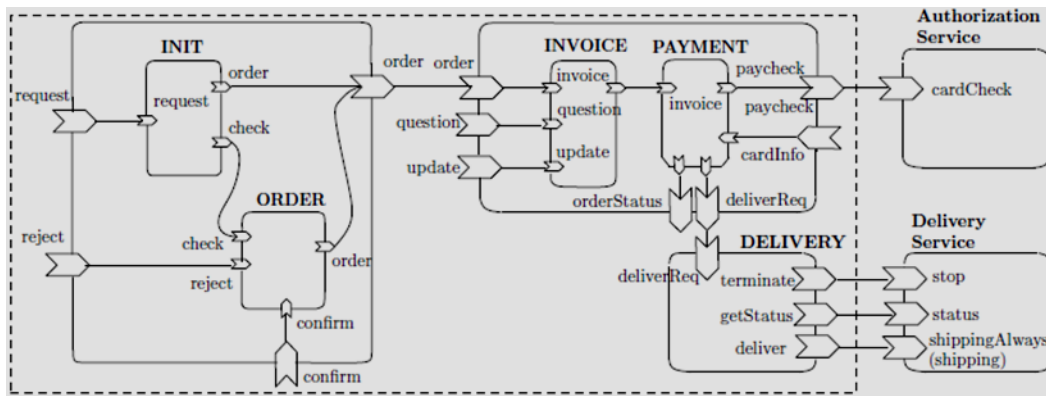 Authorization
Service
INIT
INVOICE
PAYMENT
order
order
order
paycheck
request
request
invoice
invoice
paycheck
cardCheck
check
question
question
cardInfo
update
update
ORDER
orderStatus
deliverReq
reject
check
order
reject
DELIVERY
Delivery
Service
deliverReq
terminate
stop
confirm
getStatus
status
deliver
shippingAlways
(shipping)
confirm